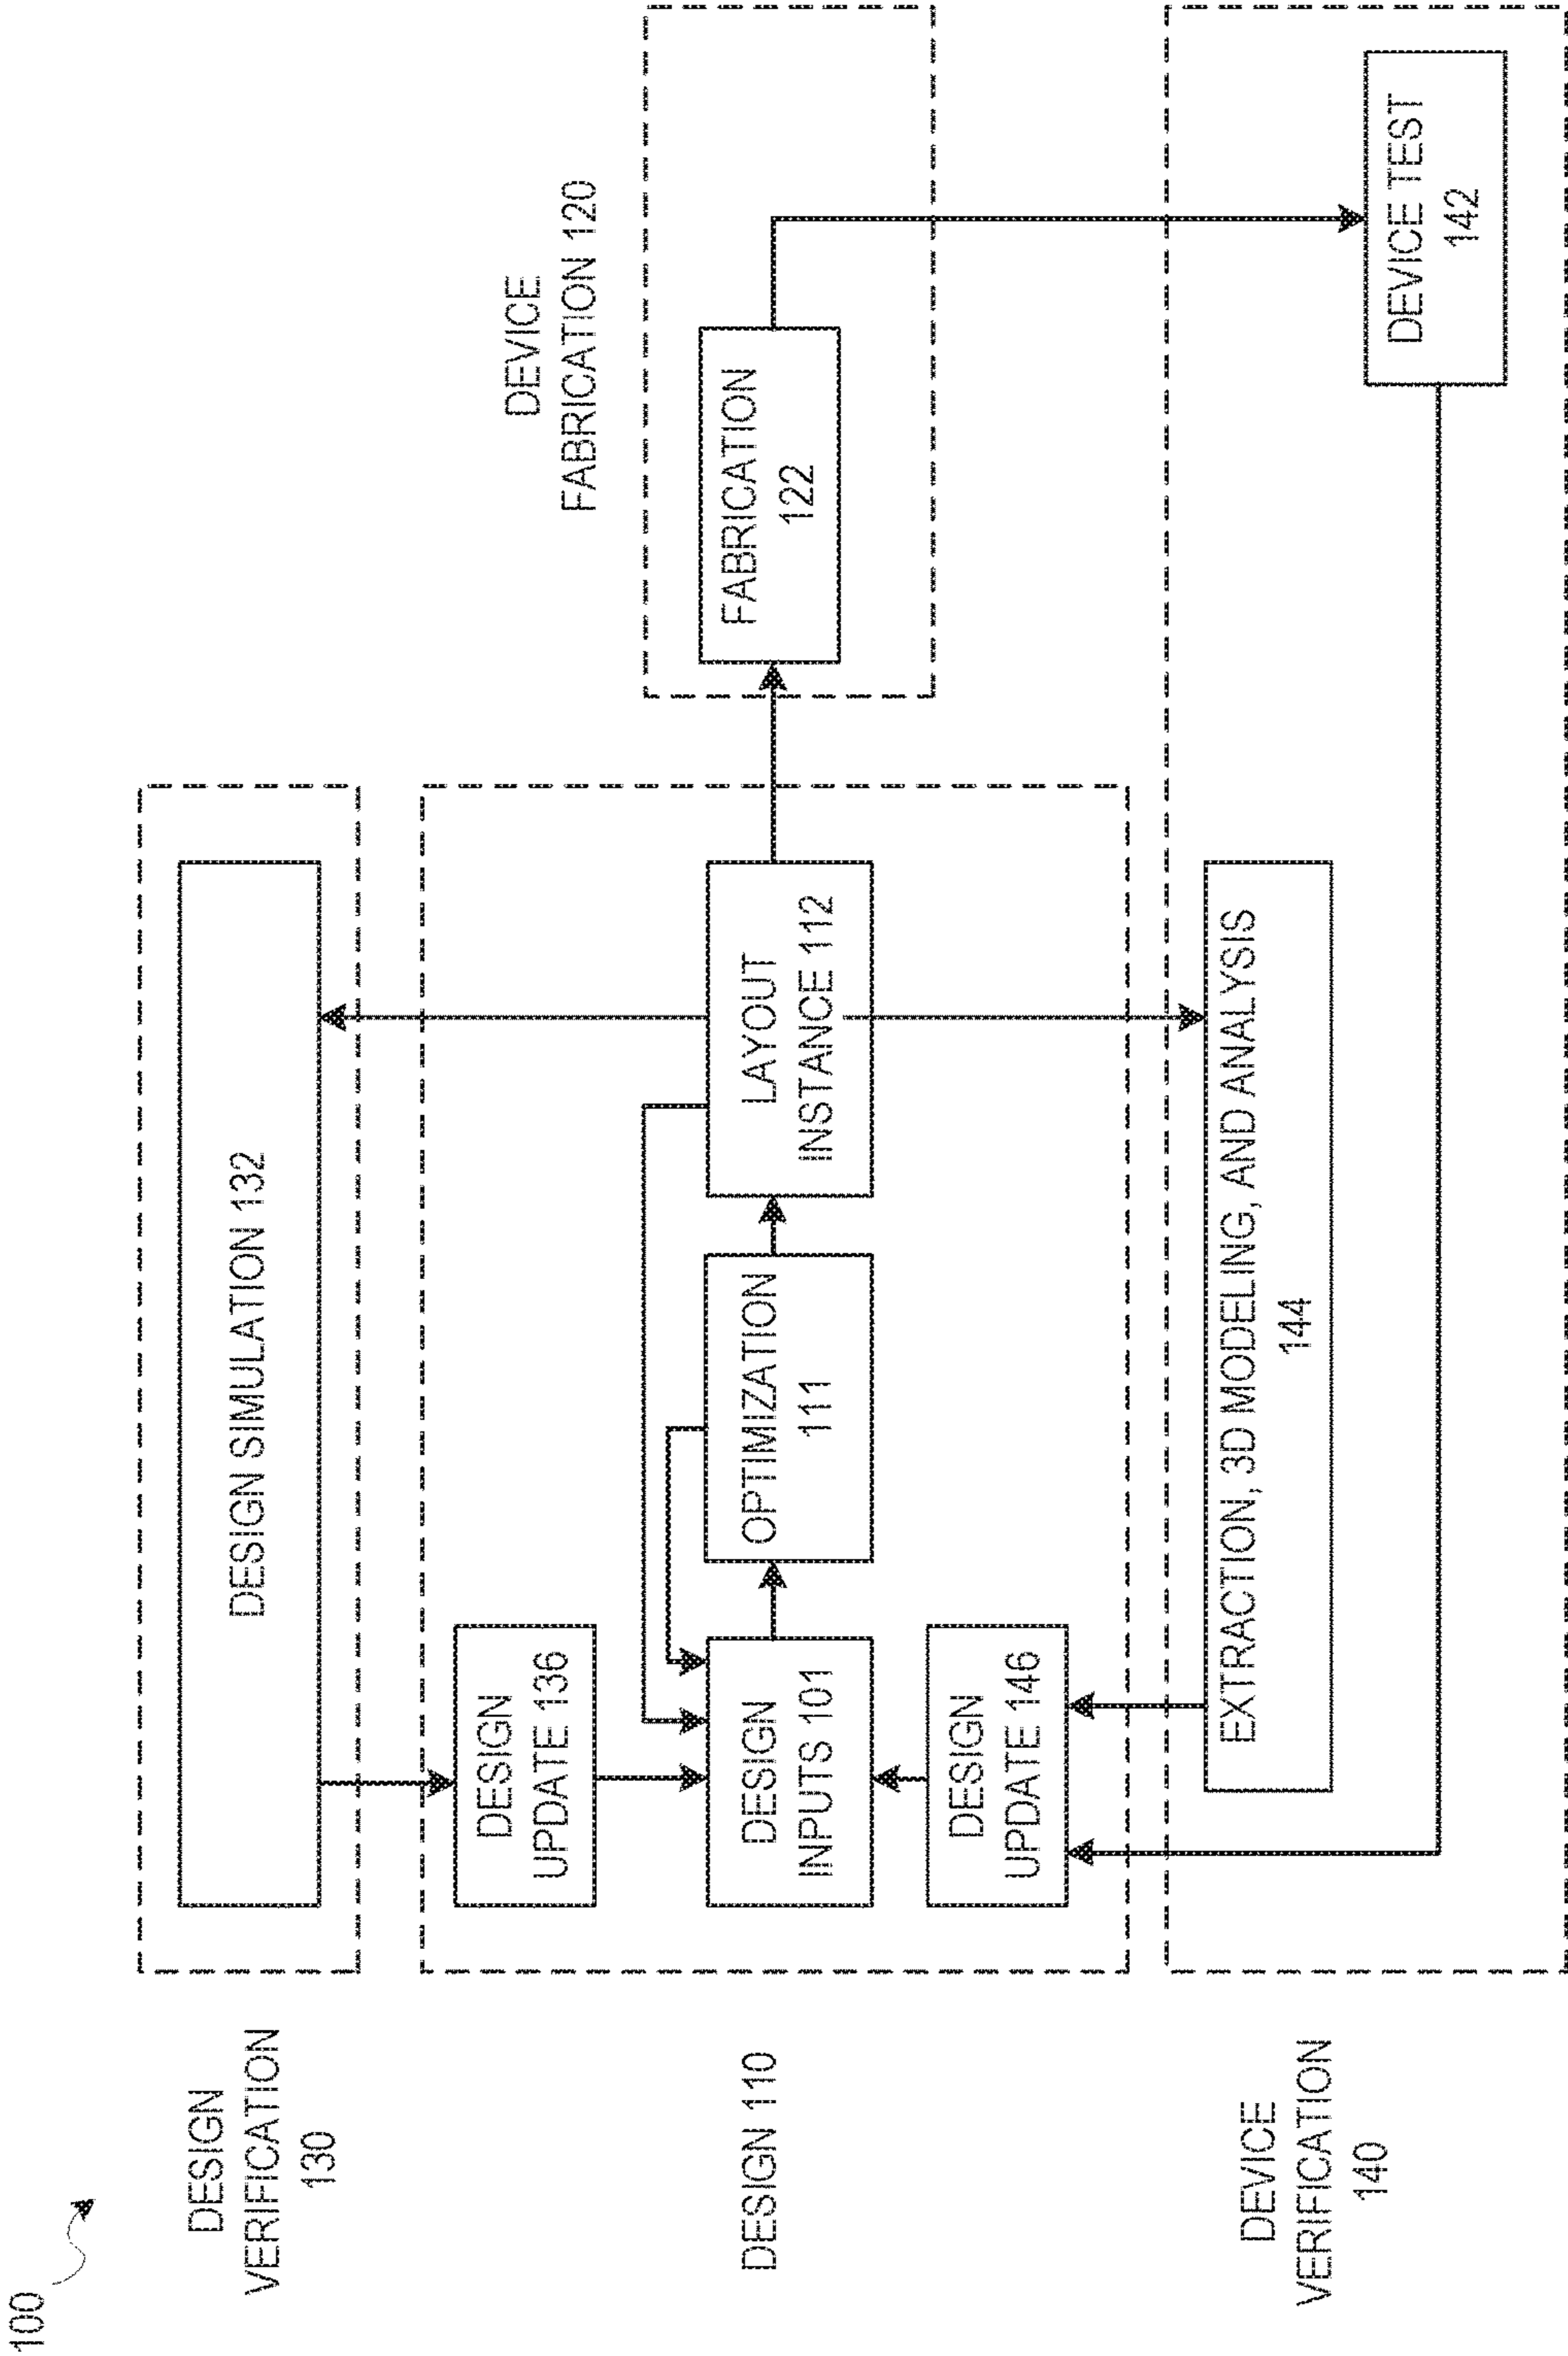 100
DESIGN
VERIFICATION
130
DESIGN SIMULATION 132
DESIGN 110
DESIGN
UPDATE 136
DESIGN
INPUTS 101
OPTIMIZATION
111
LAYOUT
INSTANCE 112
DESIGN
UPDATE 146
DEVICE
FABRICATION 120
FABRICATION
122
DEVICE
VERIFICATION
140
EXTRACTION, 3D MODELING, AND ANALYSIS
144
DEVICE TEST
142